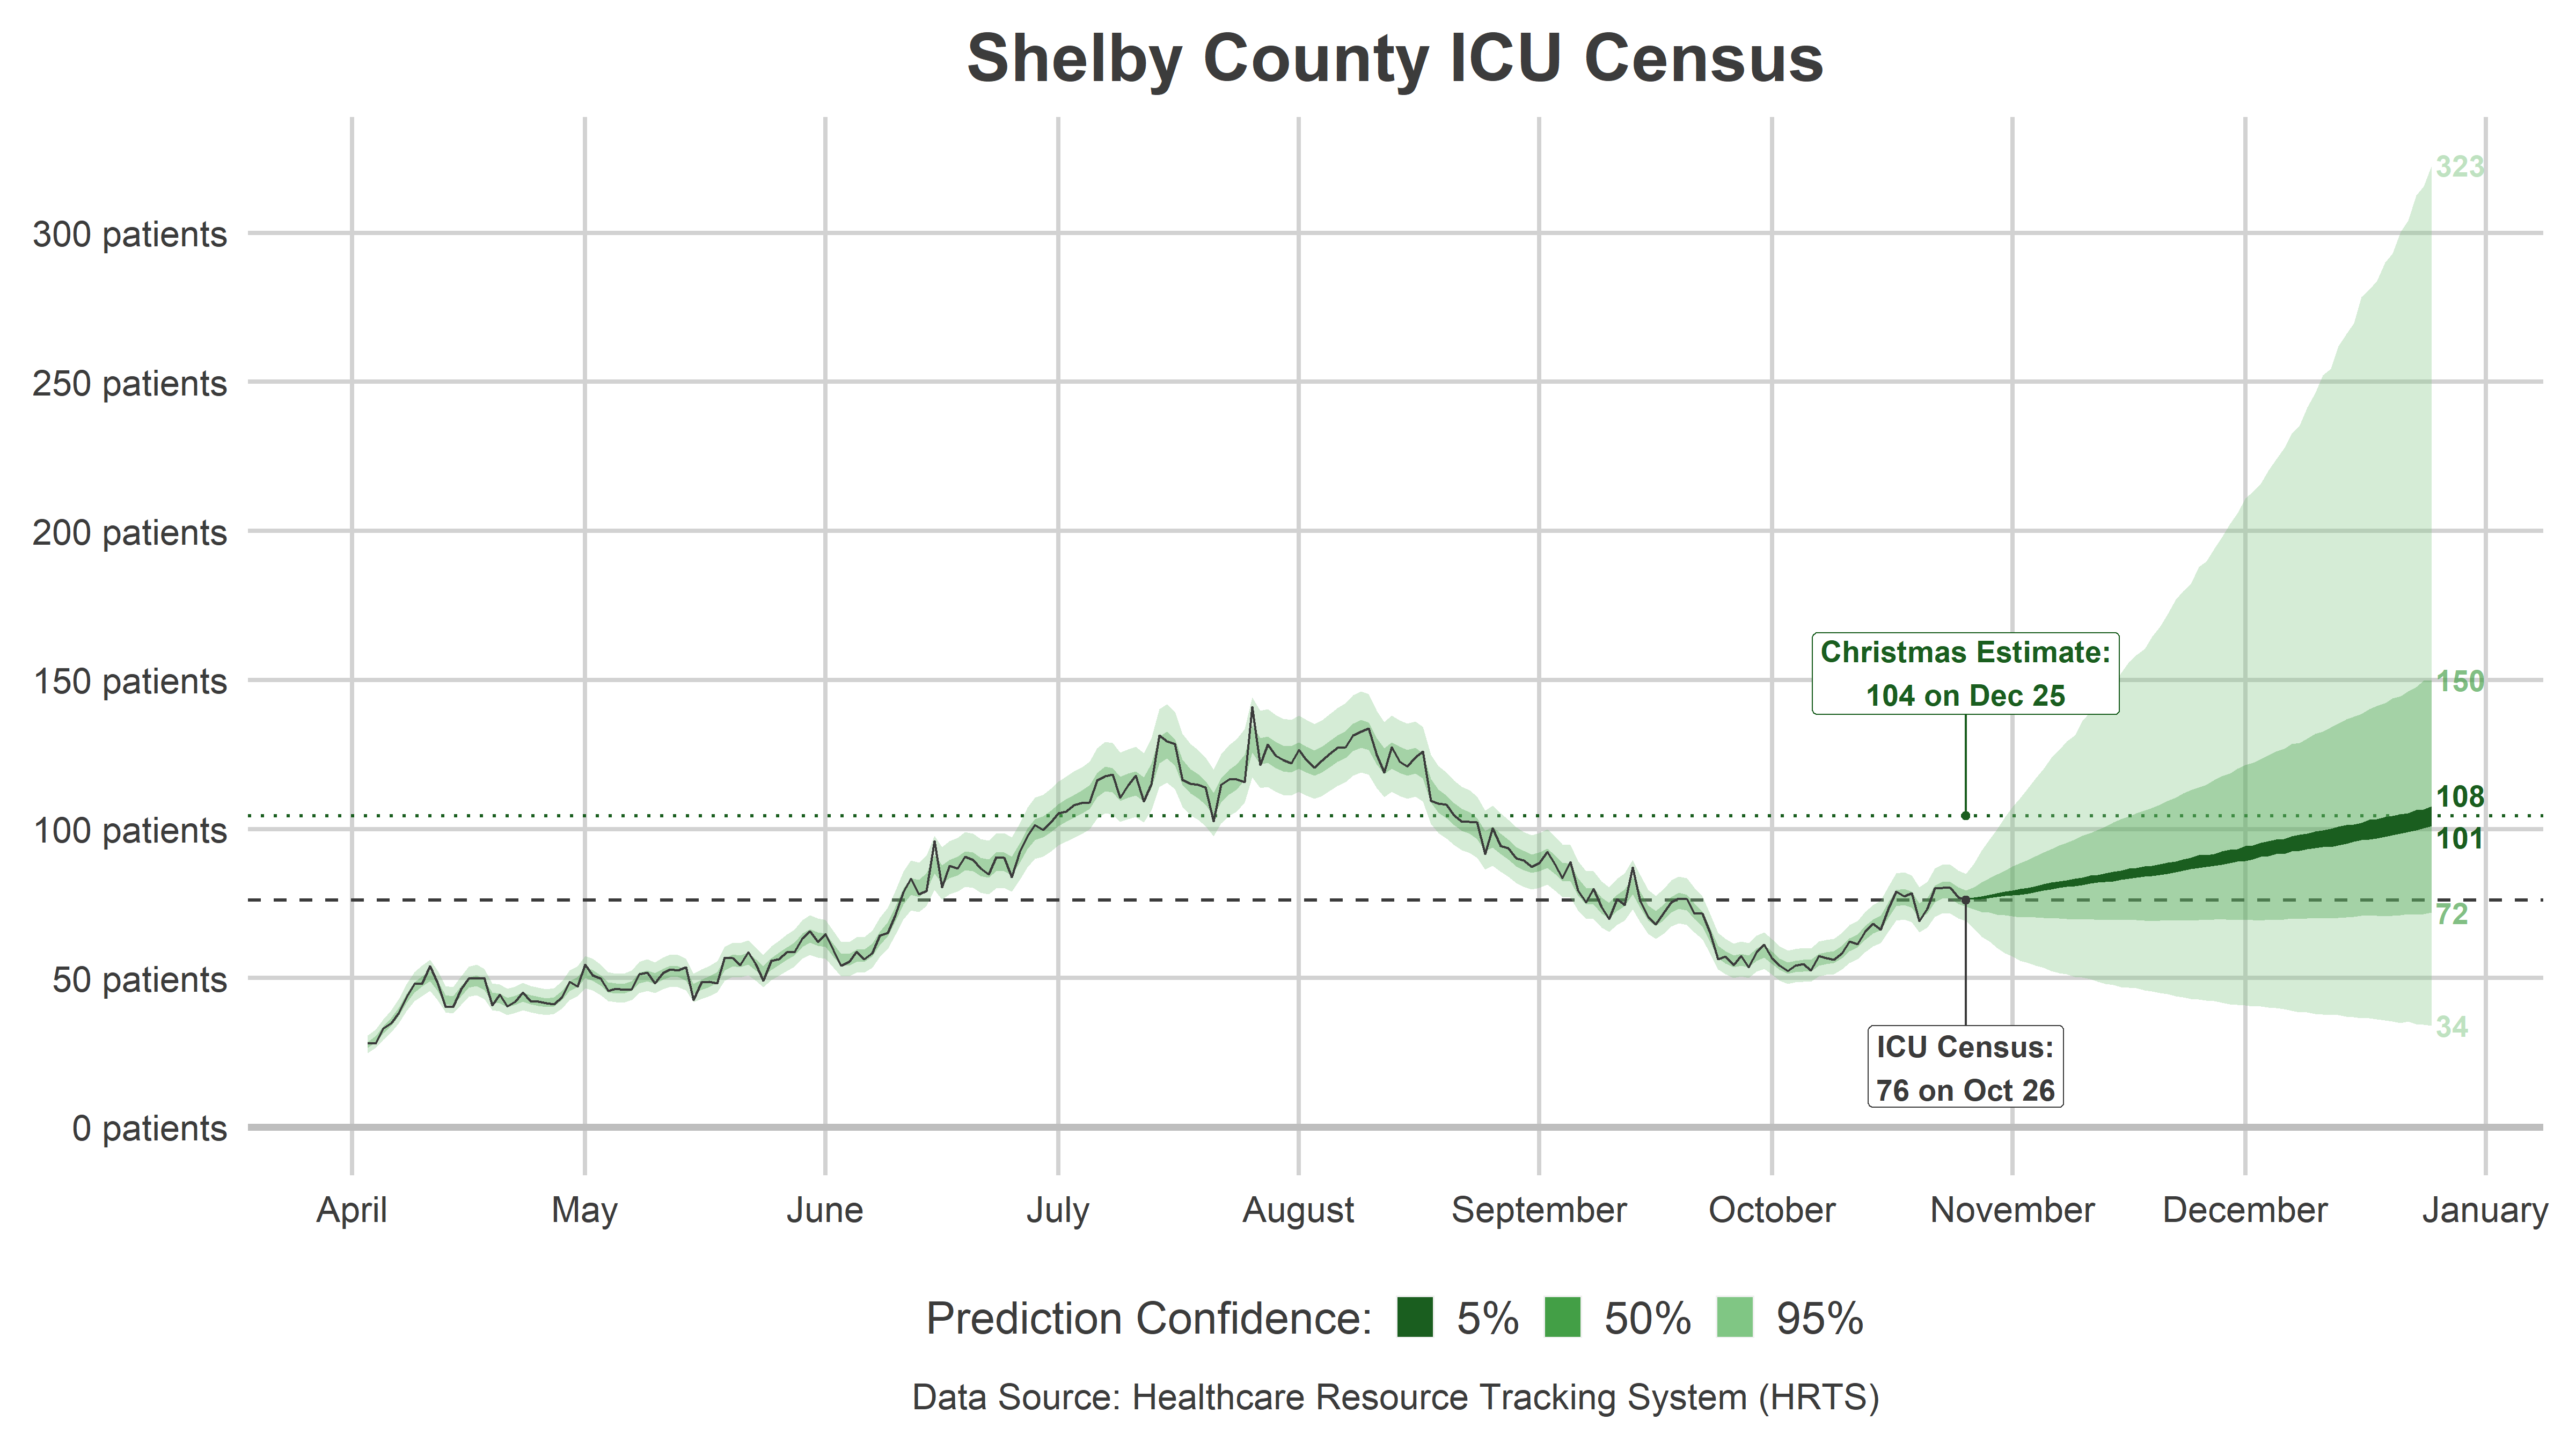 Shelby County ICU Census
323
300 patients
250 patients
200 patients
150 patients
100 patients
50 patients
0 patients
Christmas Estimate:
104 on Dec 25
150
108
101
72
34
ICU Census:
76 on Oct 26
April May June July August September October November December January
Prediction Confidence: 5% 50% 95%
Data Source: Healthcare Resource Tracking System (HRTS)